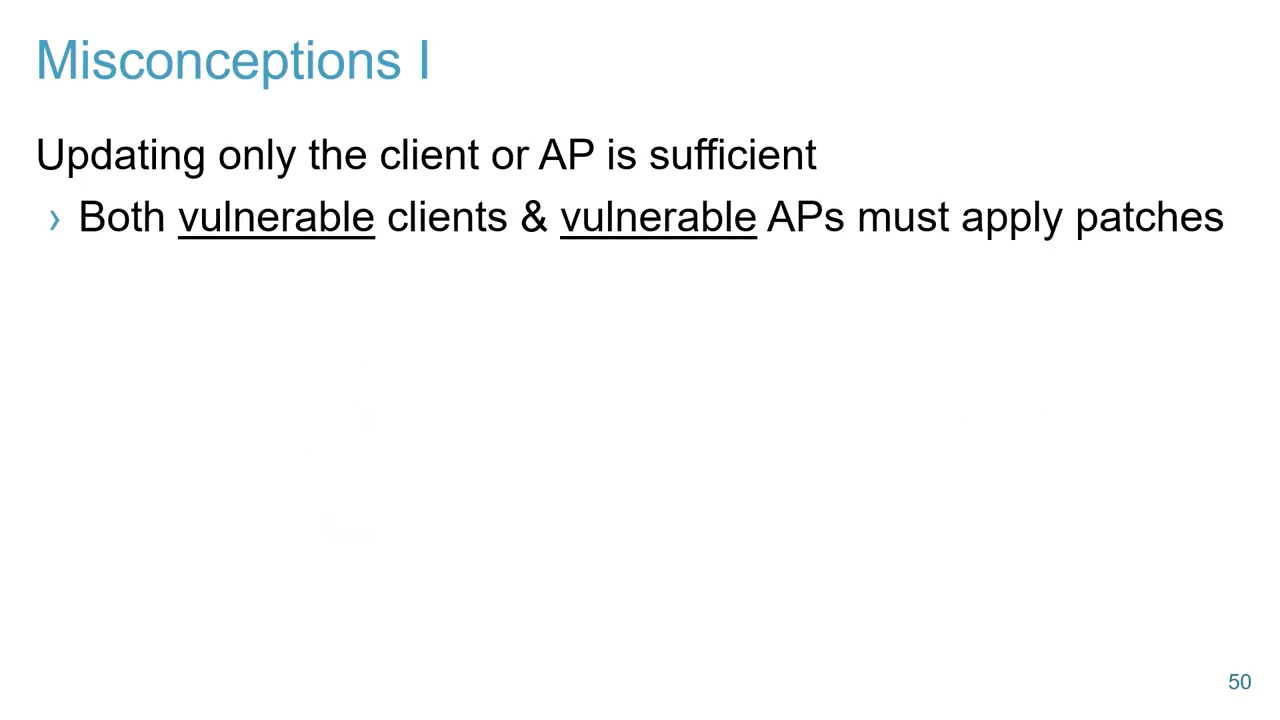 Misconceptions I
Updating only the client or AP is sufficient
› Both vulnerable clients & vulnerable APs must apply patches
50